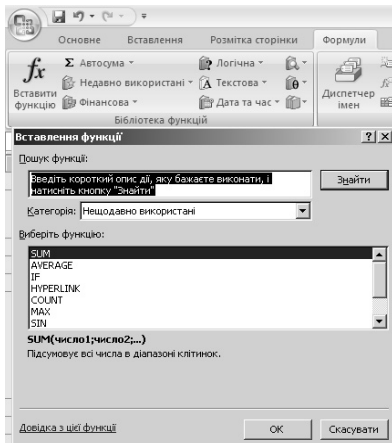 Основне Вставлення Розмітка сторінки Формули
fx
Σ Автосума
Логічна
Недавно використані
Текстова
Вставити функцію
Фінансова
Дата та час
Диспетчер імен
Бібліотека функцій
Вставлення функції
Пошук функції:
Введіть короткий опис дії, яку бажаєте виконати, і
натисніть кнопку "Знайти"
Знайти
Категорія: Нещодавно використані
Виберіть функцію:
SUM
AVERAGE
IF
HYPERLINK
COUNT
MAX
SIN
SUM(число1;число2;...)
Підсумовує всі числа в діапазоні клітинок.
Довідка з цієї функції
ОК
Скасувати